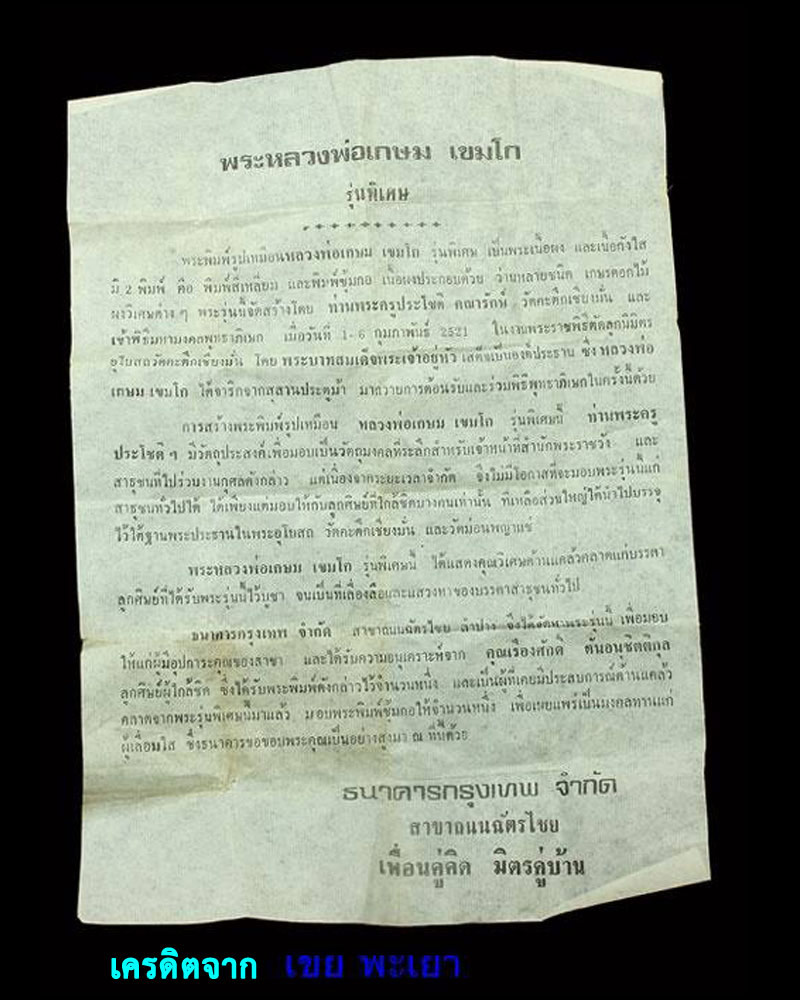 พระหลวงพ่อเกษม เขมโก
รุ่นพิเศษ
พระพิมพ์รูปเหมือนหลวงพ่อเกษม เขมโก รุ่นพิเศษ เป็นพระเนื้อผง และเนื้อกังใส
มี 2 พิมพ์ คือ พิมพ์สี่เหลี่ยม และพิมพ์ซุ้มกอ เนื้อผงประกอบด้วย ว่านหลายชนิด เกษรดอกไม้
ผงวิเศษต่าง ๆ พระรุ่นนี้จัดสร้างโดย ท่านพระครูประโชติ คณารักษ์ วัดคะตึกเชียงมั่น และ
เข้าพิธีมหามงคลพุทธาภิเษก เมื่อวันที่ 1-6 กุมภาพันธ์ 2521 ในงานพระราชพิธีตัดลูกนิมิตร
อุโบสถวัดคะตึกเชียงมั่น โดย พระบาทสมเด็จพระเจ้าอยู่หัว เสด็จเป็นองค์ประธาน ซึ่ง หลวงพ่อ
เกษม เขมโก ได้จาริกจากสุสานประตูม้า มาถวายการต้อนรับและร่วมพิธีพุทธาภิเษกในครั้งนี้ด้วย
การสร้างพระพิมพ์รูปเหมือน หลวงพ่อเกษม เขมโก รุ่นพิเศษนี้ ท่านพระครู
ประโชติ ๆ มีวัตถุประสงค์เพื่อมอบเป็นวัตถุมงคลที่ระลึกสำหรับเจ้าหน้าที่สำนักพระราชวัง และ
สาธุชนที่ไปร่วมงานกุศลดังกล่าว แต่เนื่องจากระยะเวลาจำกัด จึงไม่มีโอกาสที่จะมอบพระรุ่นนี้แก่
สาธุชนทั่วไปได้ ได้เพียงแต่มอบให้กับลูกศิษย์ที่ใกล้ชิดบางคนเท่านั้น ที่เหลือส่วนใหญ่ได้นำไปบรรจุ
ไว้ใต้ฐานพระประธานในพระอุโบสถ วัดคะตึกเชียงมั่น และวัดม่อนพญาแช่
พระหลวงพ่อเกษม เขมโก รุ่นพิเศษนี้ ได้แสดงคุณวิเศษด้านแคล้วคลาดแก่บรรดา
ลูกศิษย์ที่ได้รับพระรุ่นนี้ไว้บูชา จนเป็นที่เลื่องลือและแสวงหาของบรรดาสาธุชนทั่วไป
ธนาคารกรุงเทพ จำกัด สาขาถนนฉัตรไชย ลำปาง จึงได้จัดหาพระรุ่นนี้ เพื่อมอบ
ให้แก่ผู้มีอุปการะคุณของสาขา และได้รับความอนุเคราะห์จาก คุณเรืองศักดิ์ ตั้นอนุชิตติกุล
ลูกศิษย์ผู้ใกล้ชิด ซึ่งได้รับพระพิมพ์ดังกล่าวไว้จำนวนหนึ่ง และเป็นผู้ที่เคยมีประสบการณ์ด้านแคล้ว
คลาดจากพระรุ่นพิเศษนี้มาแล้ว มอบพระพิมพ์ซุ้มกอให้จำนวนหนึ่ง เพื่อเผยแพร่เป็นมงคลทานแก่
ผู้เลื่อมใส ซึ่งธนาคารขอขอบพระคุณเป็นอย่างสูงมา ณ ที่นี้ด้วย
ธนาคารกรุงเทพ จำกัด
สาขาถนนฉัตรไชย
เพื่อนคู่คิด มิตรคู่บ้าน
เครดิตจาก เขย พะเยา